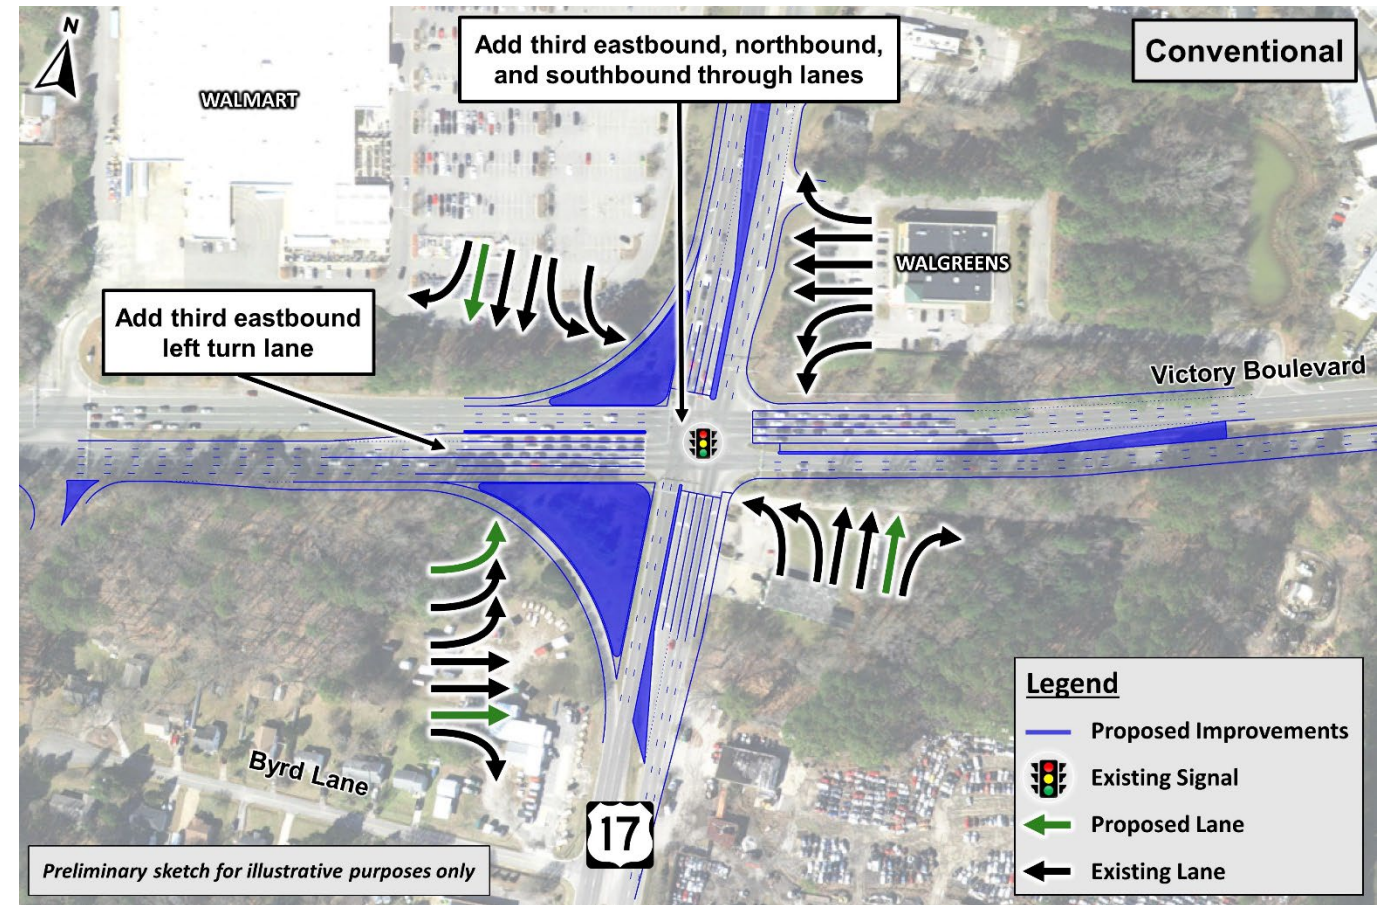 N
Add third eastbound, northbound,
and southbound through lanes
Conventional
WALMART
WALGREENS
Add third eastbound
left turn lane
Victory Boulevard
Byrd Lane
17
Legend
Proposed Improvements
Existing Signal
Proposed Lane
Existing Lane
Preliminary sketch for illustrative purposes only